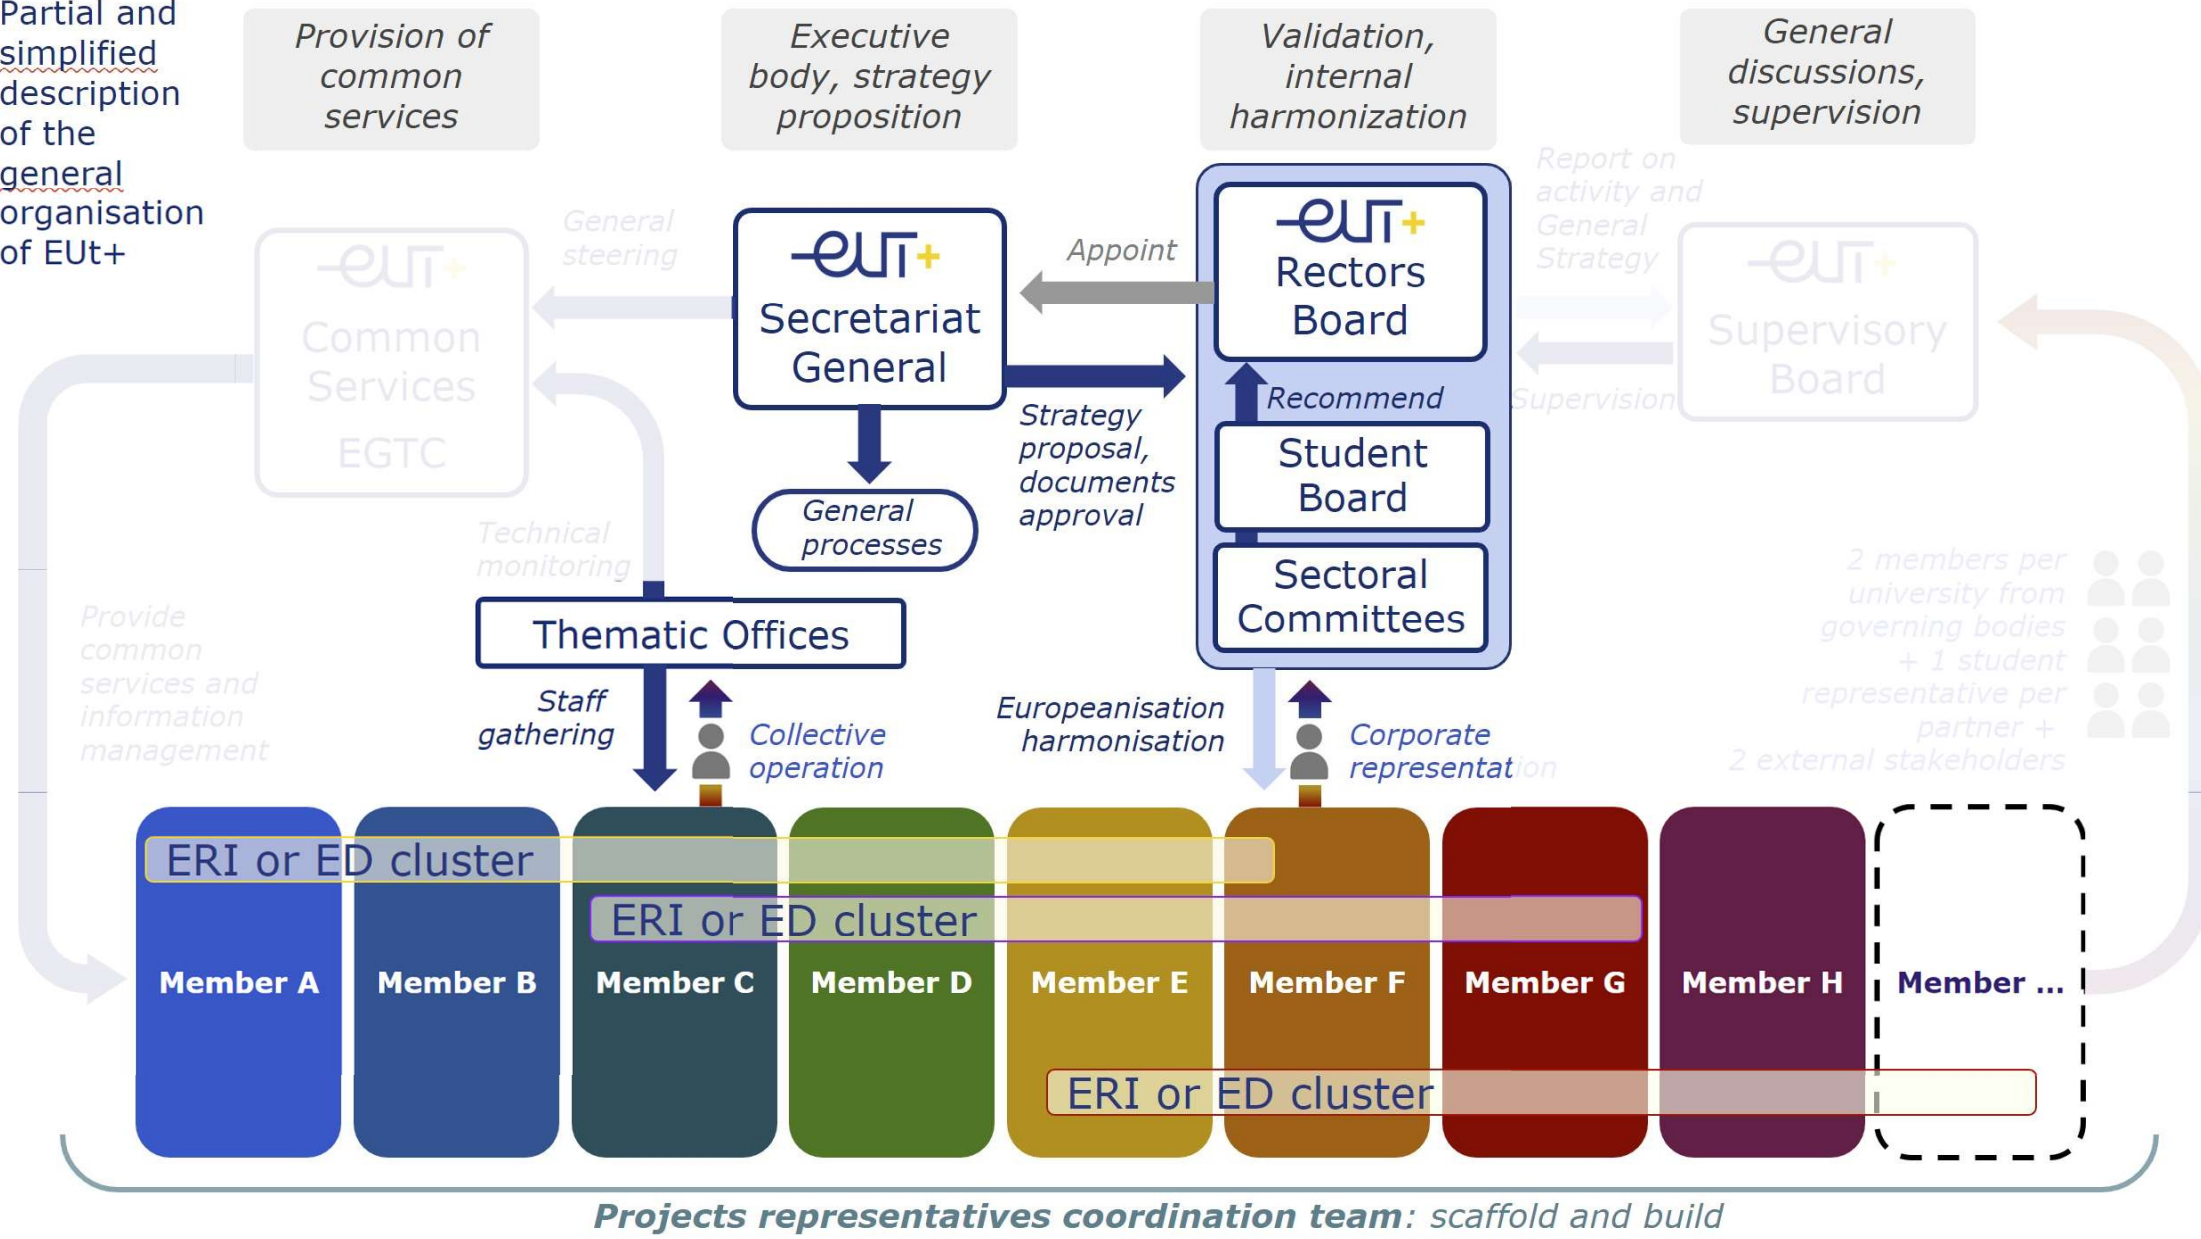 Partial and
simplified
description
of the
general
organisation
of EUt+
Provision of
common
services
Executive
body, strategy
proposition
Validation,
internal
harmonization
General
discussions,
supervision
Report on
activity and
General
Strategy
General
steering
eut+
Common
Services
EGTC
eut+
Secretariat
General
Appoint
eut+
Rectors
Board
eut+
Supervisory
Board
Supervision
Recommend
Strategy
proposal,
documents
approval
Student
Board
General
processes
Technical
monitoring
Sectoral
Committees
Thematic Offices
Provide
common
services and
information
management
2 members per
university from
governing bodies
+ 1 student
representative per
partner +
2 external stakeholders
Staff
gathering
Collective
operation
Europeanisation
harmonisation
Corporate
representation
ERI or ED cluster
ERI or ED cluster
Member A
Member B
Member C
Member D
Member E
Member F
Member G
Member H
Member ...
ERI or ED cluster
Projects representatives coordination team: scaffold and build